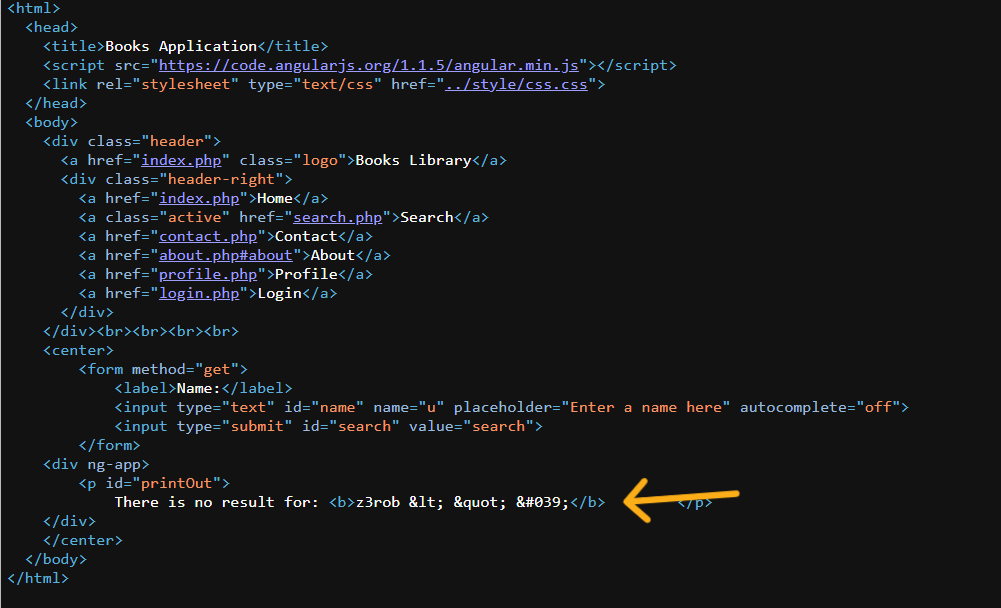 <html>
<head>
<title>Books Application</title>
<script src="https://code.angularjs.org/1.1.5/angular.min.js"></script>
<link rel="stylesheet" type="text/css" href="../style/css.css">
</head>
<body>
<div class="header">
<a href="index.php" class="logo">Books Library</a>
<div class="header-right">
<a href="index.php">Home</a>
<a class="active" href="search.php">Search</a>
<a href="contact.php">Contact</a>
<a href="about.php#about">About</a>
<a href="profile.php">Profile</a>
<a href="login.php">Login</a>
</div>
</div><br><br><br><br>
<center>
<form method="get">
<label>Name:</label>
<input type="text" id="name" name="u" placeholder="Enter a name here" autocomplete="off">
<input type="submit" id="search" value="search">
</form>
<div ng-app>
<p id="printOut">
There is no result for: <b>z3rob &lt; &quot; &#039;</b> </p>
</div>
</center>
</body>
</html>